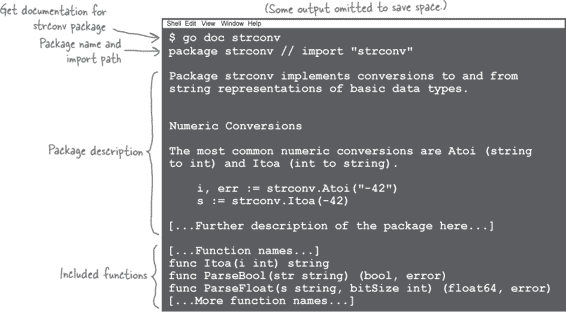 (Some output omitted to save space.)
Get documentation for
strconv package
Package name and
import path
Package description
Included functions
Shell Edit View Window Help
$ go doc strconv
package strconv // import "strconv"
Package strconv implements conversions to and from
string representations of basic data types.
Numeric Conversions
The most common numeric conversions are Atoi (string
to int) and Itoa (int to string).
i, err := strconv.Atoi("-42")
s := strconv.Itoa(-42)
[...Further description of the package here...]
[...Function names...]
func Itoa(i int) string
func ParseBool(str string) (bool, error)
func ParseFloat(s string, bitSize int) (float64, error)
[...More function names...]